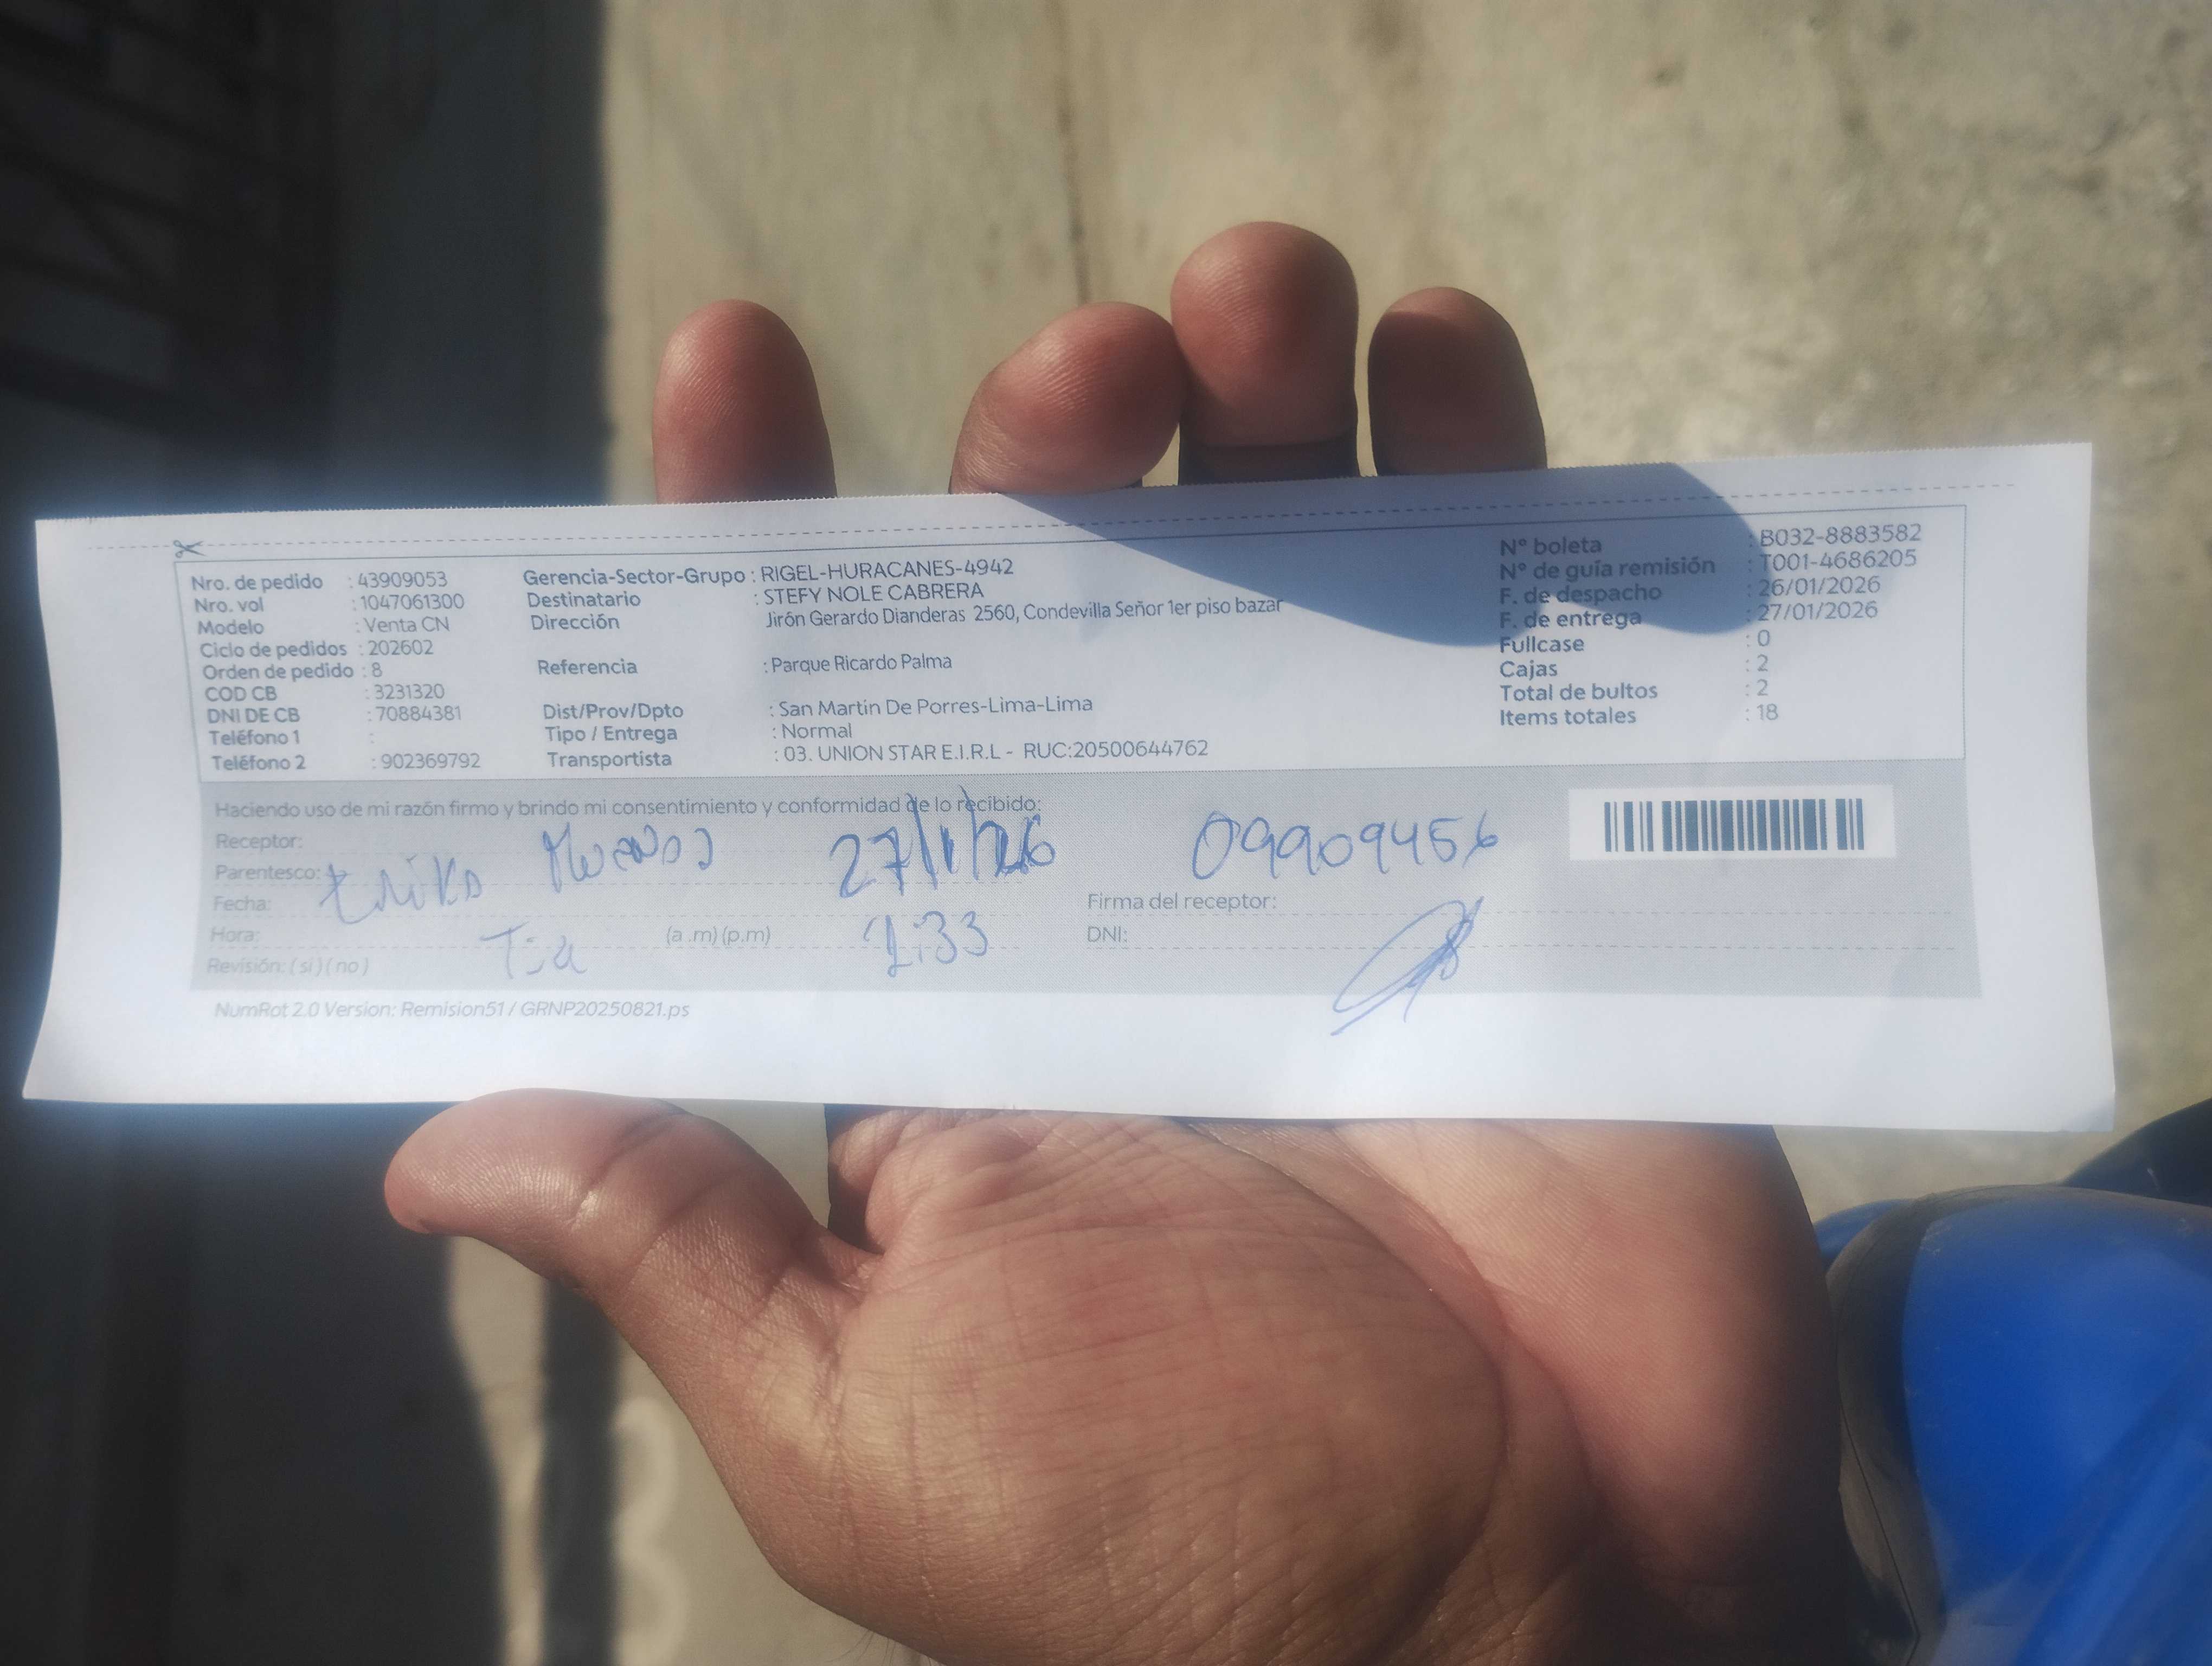 Nro. de pedido : 43909053
Nro. vol : 1047061300
Modelo : Venta CN
Ciclo de pedidos : 202602
Orden de pedido : 8
COD CB : 3231320
DNI DE CB : 70884381
Teléfono 1 :
Teléfono 2 : 902369792
Gerencia-Sector-Grupo : RIGEL-HURACANES-4942
Destinatario : STEFY NOLE CABRERA
Dirección Jirón Gerardo Dianderas 2560, Condevilla Señor 1er piso bazar
Referencia : Parque Ricardo Palma
Dist/Prov/Dpto : San Martin De Porres-Lima-Lima
Tipo / Entrega : Normal
Transportista : 03. UNION STAR E.I.R.L - RUC:20500644762
N° boleta : B032-8883582
N° de guía remisión : T001-4686205
F. de despacho : 26/01/2026
F. de entrega : 27/01/2026
Fullcase : 0
Cajas : 2
Total de bultos : 2
Items totales : 18
Haciendo uso de mi razón firmo y brindo mi consentimiento y conformidad de lo recibido:
Receptor:
Parentesco:
27/1/26 09909456
Fecha:
Firma del receptor:
Hora: Tia (a .m) (p.m) 1:33
DNI:
Revisión: ( si ) ( no )
NumRot 2.0 Version: Remision51 / GRNP20250821.ps